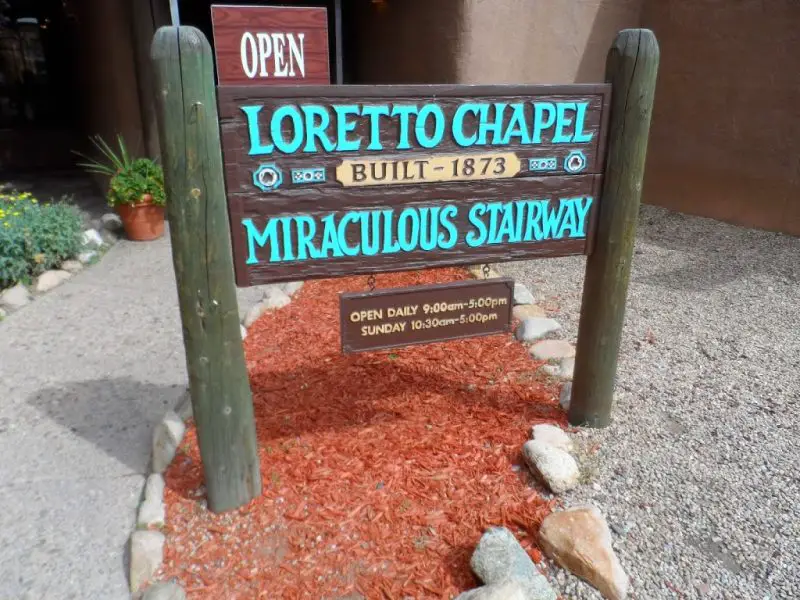 OPEN
LORETTO CHAPEL
BUILT - 1873
MIRACULOUS STAIRWAY
OPEN DAILY 9:00am-5:00pm
SUNDAY 10:30am-5:00pm